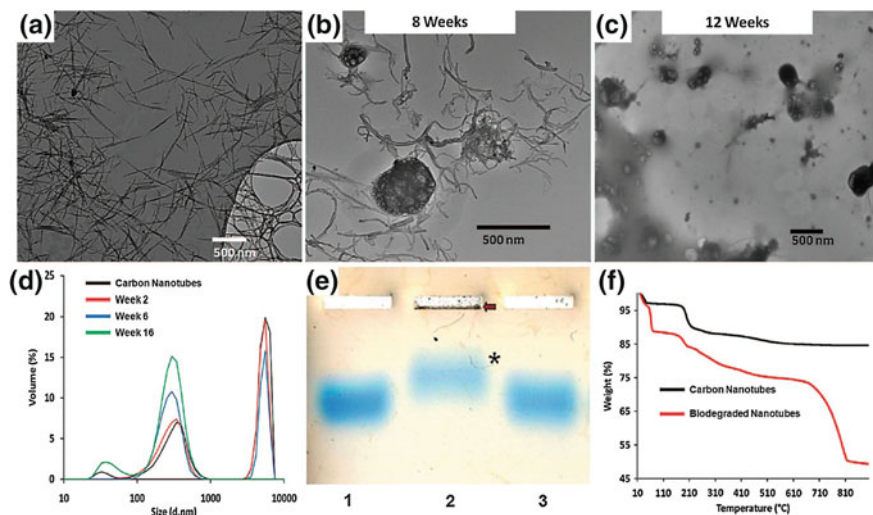 (a)
500 nm
(b)
8 Weeks
500 nm
(c)
12 Weeks
500 nm
(d)
Carbon Nanotubes
Week 2
Week 6
Week 16
Volume (%)
25
20
15
10
5
0
10
100
1000
10000
Size (d.nm)
(e)
*
1
2
3
(f)
Weight (%)
95
85
75
65
55
45
Carbon Nanotubes
Biodegraded Nanotubes
10
110
210
310
410
510
610
710
810
Temperature (°C)